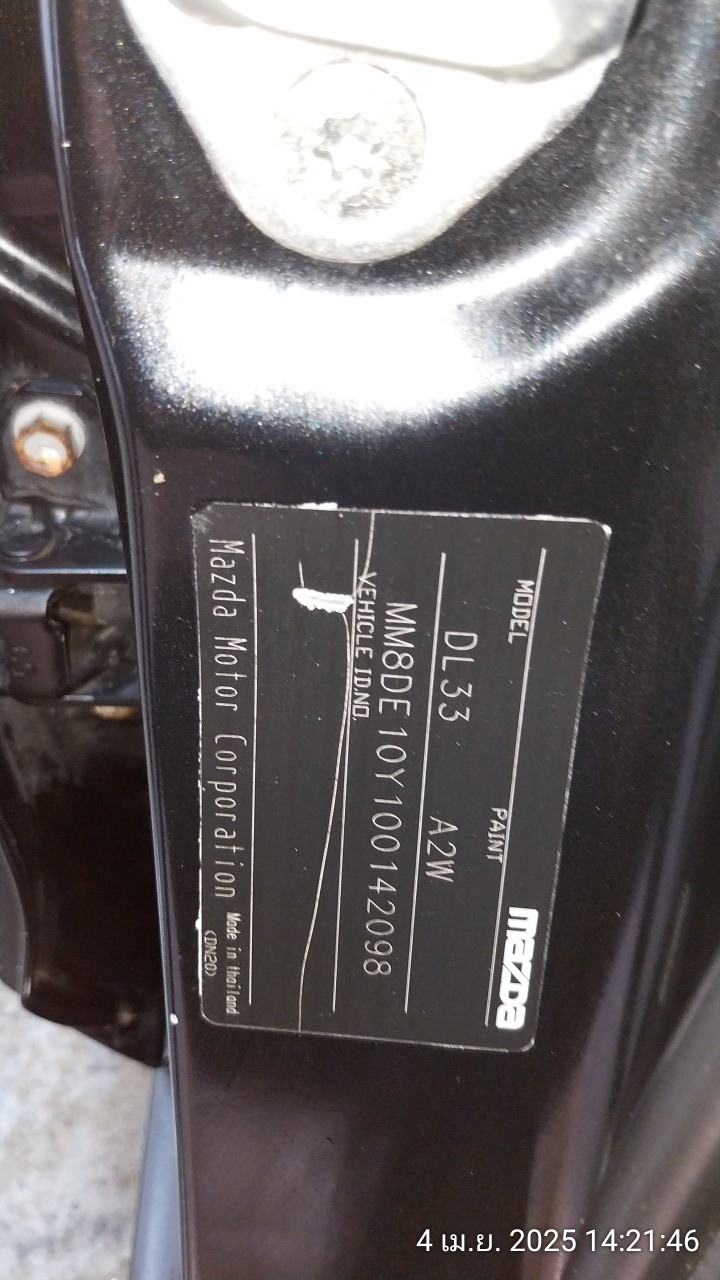 mazda
MODEL PAINT
DL33 A2W
MM8DE10Y100142098
VEHICLE ID.NO.
Mazda Motor Corporation Made in thailand
(DN20)
4 เม.ย. 2025 14:21:46